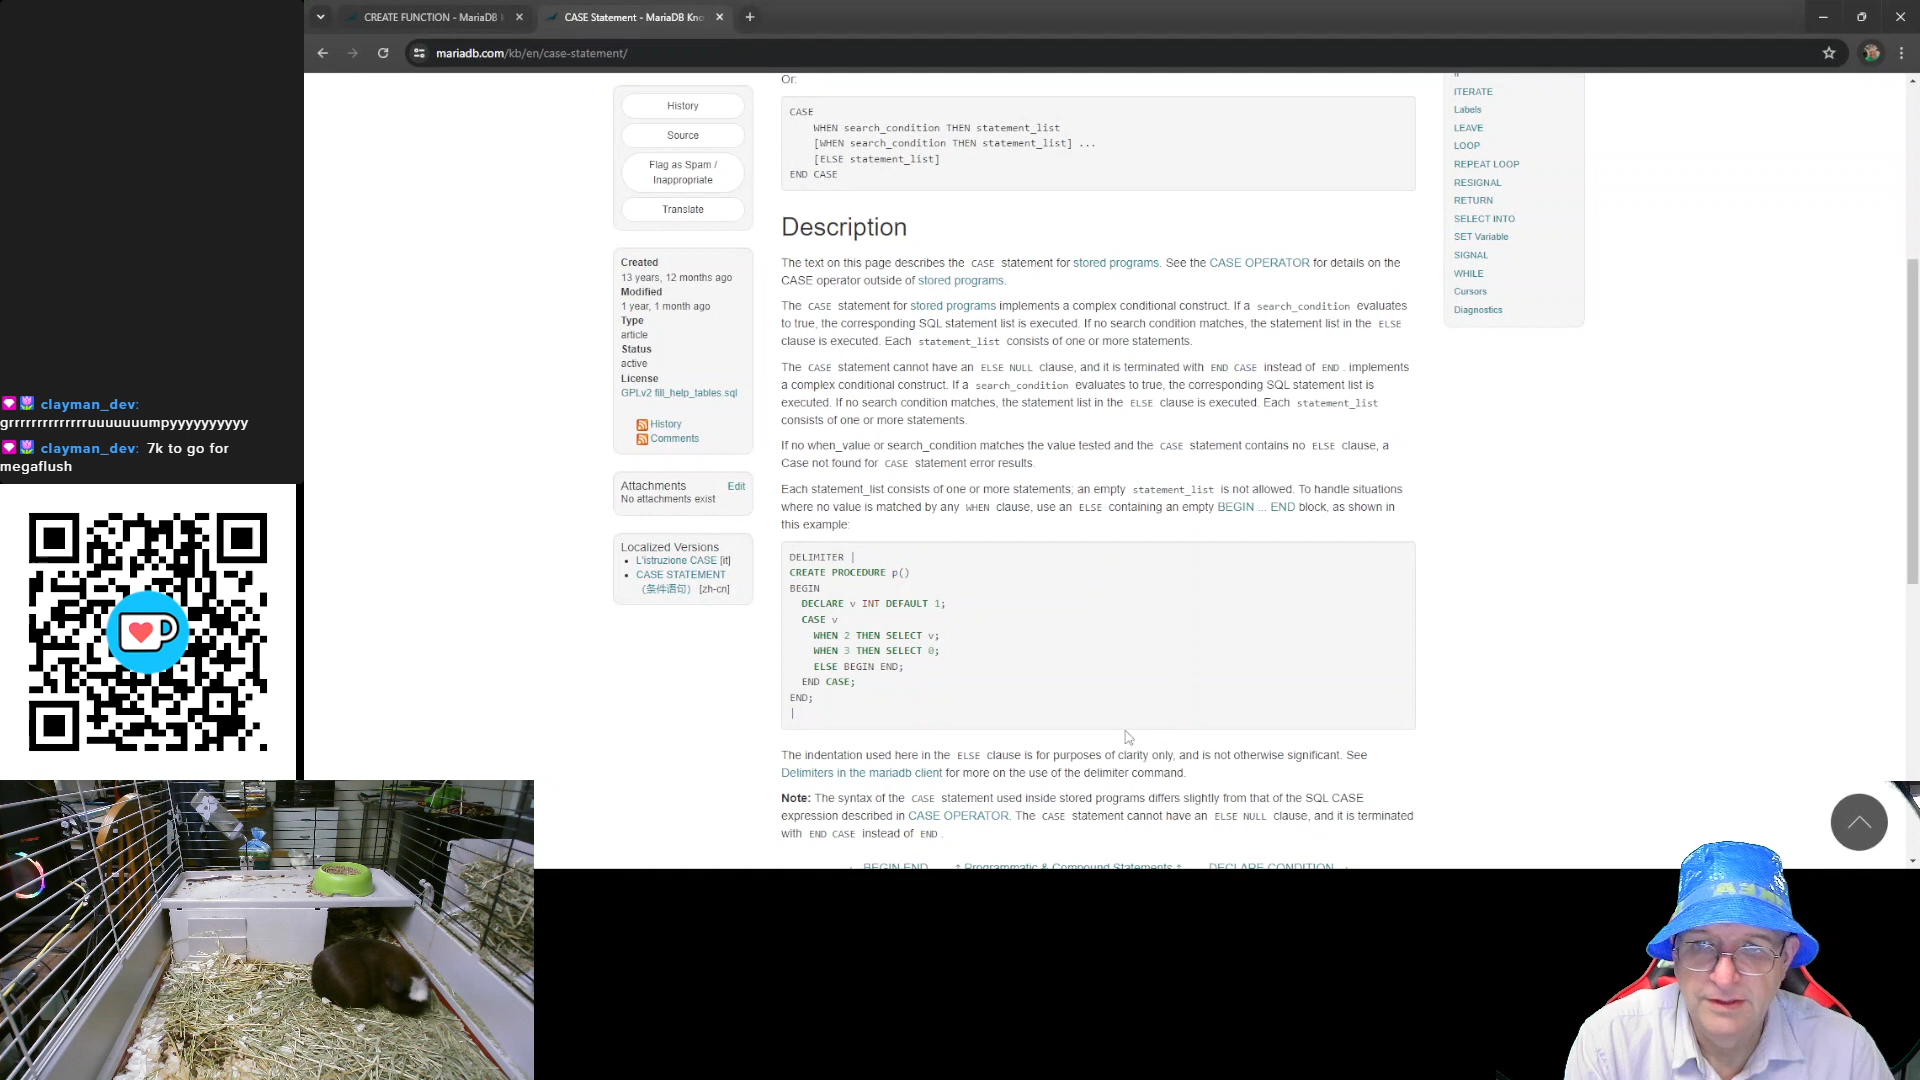 CREATE FUNCTION - MariaDB
CASE Statement - MariaDB Kno
mariadb.com/kb/en/case-statement/
Or:
CASE
WHEN search_condition THEN statement_list
[WHEN search_condition THEN statement_list] ...
[ELSE statement_list]
END CASE
Description
The text on this page describes the CASE statement for stored programs. See the CASE OPERATOR for details on the
CASE operator outside of stored programs.
The CASE statement for stored programs implements a complex conditional construct. If a search_condition evaluates
to true, the corresponding SQL statement list is executed. If no search condition matches, the statement list in the ELSE
clause is executed. Each statement_list consists of one or more statements.
The CASE statement cannot have an ELSE NULL clause, and it is terminated with END CASE instead of END . implements
a complex conditional construct. If a search_condition evaluates to true, the corresponding SQL statement list is
executed. If no search condition matches, the statement list in the ELSE clause is executed. Each statement_list
consists of one or more statements.
If no when_value or search_condition matches the value tested and the CASE statement contains no ELSE clause, a
Case not found for CASE statement error results.
Each statement_list consists of one or more statements; an empty statement_list is not allowed. To handle situations
where no value is matched by any WHEN clause, use an ELSE containing an empty BEGIN ... END block, as shown in
this example:
DELIMITER |
CREATE PROCEDURE p()
BEGIN
DECLARE v INT DEFAULT 1;
CASE v
WHEN 2 THEN SELECT v;
WHEN 3 THEN SELECT 0;
ELSE BEGIN END;
END CASE;
END;
|
The indentation used here in the ELSE clause is for purposes of clarity only, and is not otherwise significant. See
Delimiters in the mariadb client for more on the use of the delimiter command.
Note: The syntax of the CASE statement used inside stored programs differs slightly from that of the SQL CASE
expression described in CASE OPERATOR. The CASE statement cannot have an ELSE NULL clause, and it is terminated
with END CASE instead of END .
← BEGIN END ↑ Programmatic & Compound Statements ↑ DECLARE CONDITION →
History
Source
Flag as Spam /
Inappropriate
Translate
Created
13 years, 12 months ago
Modified
1 year, 1 month ago
Type
article
Status
active
License
GPLv2 fill_help_tables.sql
History
Comments
Attachments Edit
No attachments exist
Localized Versions
L'istruzione CASE [it]
CASE STATEMENT
（条件语句） [zh-cn]
ITERATE
Labels
LEAVE
LOOP
REPEAT LOOP
RESIGNAL
RETURN
SELECT INTO
SET Variable
SIGNAL
WHILE
Cursors
Diagnostics
clayman_dev:
grrrrrrrrrrrrrruuuuuuumpyyyyyyyyyy
clayman_dev: 7k to go for
megaflush